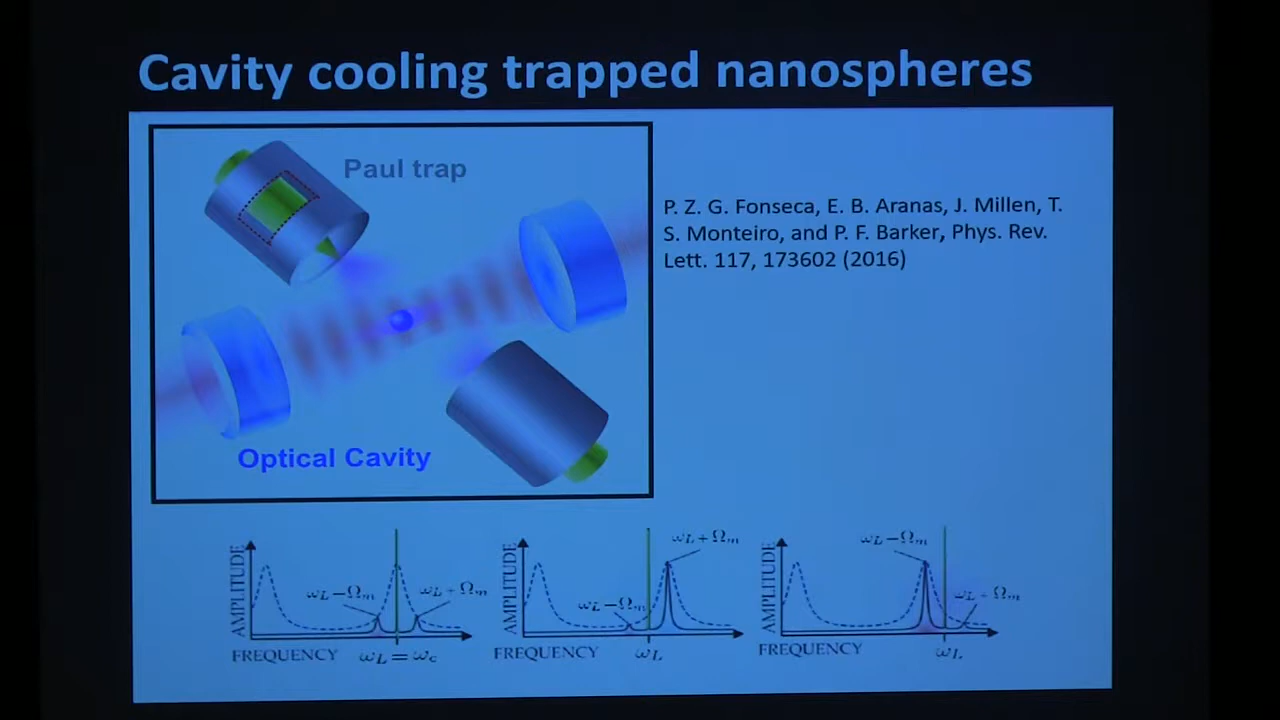 Cavity cooling trapped nanospheres
Paul trap
P. Z. G. Fonseca, E. B. Aranas, J. Millen, T.
S. Monteiro, and P. F. Barker, Phys. Rev.
Lett. 117, 173602 (2016)
Optical Cavity
AMPLITUDE
ωL−Ωm
ωL+Ωm
FREQUENCY
ωL=ωc
AMPLITUDE
ωL−Ωm
ωL+Ωm
FREQUENCY
ωL
AMPLITUDE
ωL−Ωm
ωL+Ωm
FREQUENCY
ωL